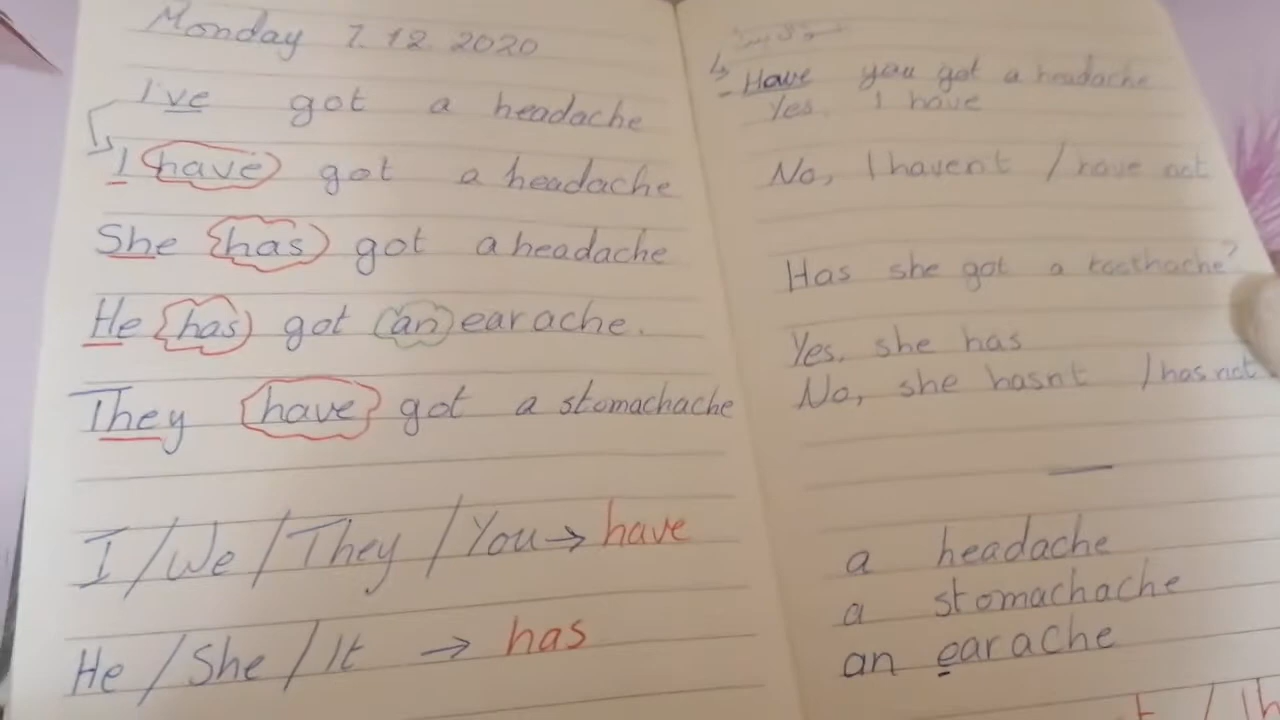 Monday 7.12.2020
I've got a headache
I have got a headache
She has got a headache
He has got an earache.
They have got a stomachache
I/We/They/You → have
He/She/It → has
Have you got a headache
Yes, I have
No, I havent / have not
Has she got a toothache?
Yes, she has
No, she hasnt / has not
a headache
a stomachache
an earache